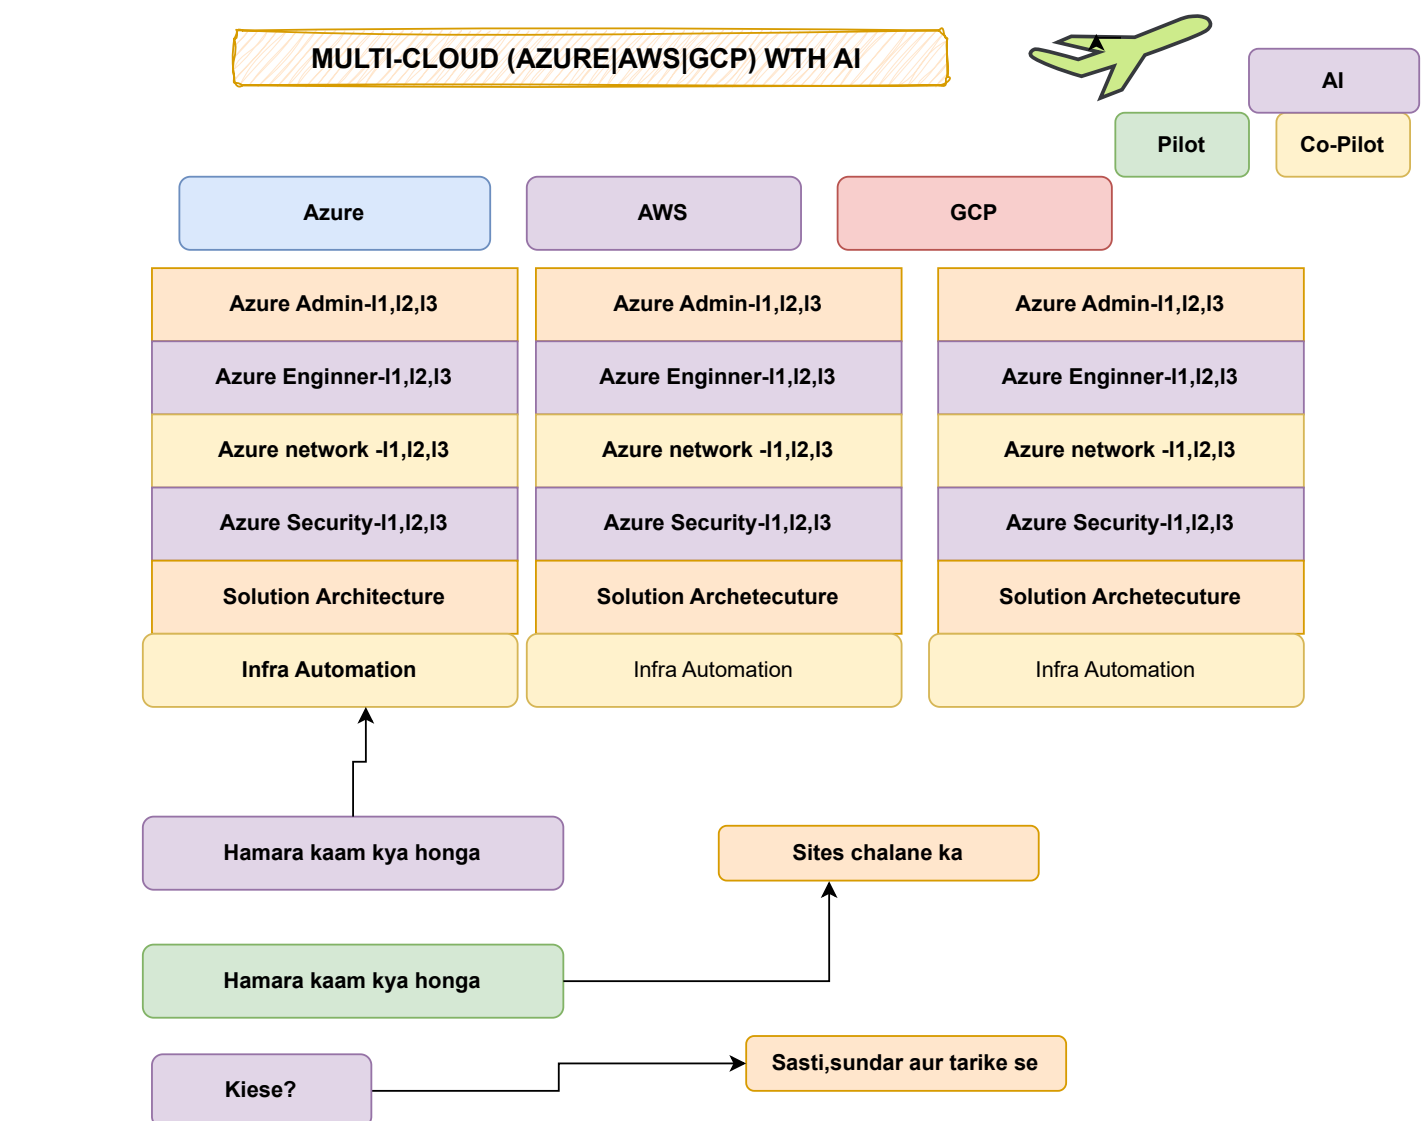 MULTI-CLOUD (AZURE|AWS|GCP) WTH AI
AI
Pilot
Co-Pilot
Azure
AWS
GCP
Azure Admin-l1,l2,l3
Azure Admin-l1,l2,l3
Azure Admin-l1,l2,l3
Azure Enginner-l1,l2,l3
Azure Enginner-l1,l2,l3
Azure Enginner-l1,l2,l3
Azure network -l1,l2,l3
Azure network -l1,l2,l3
Azure network -l1,l2,l3
Azure Security-l1,l2,l3
Azure Security-l1,l2,l3
Azure Security-l1,l2,l3
Solution Architecture
Solution Archetecuture
Solution Archetecuture
Infra Automation
Infra Automation
Infra Automation
Hamara kaam kya honga
Sites chalane ka
Hamara kaam kya honga
Sasti,sundar aur tarike se
Kiese?